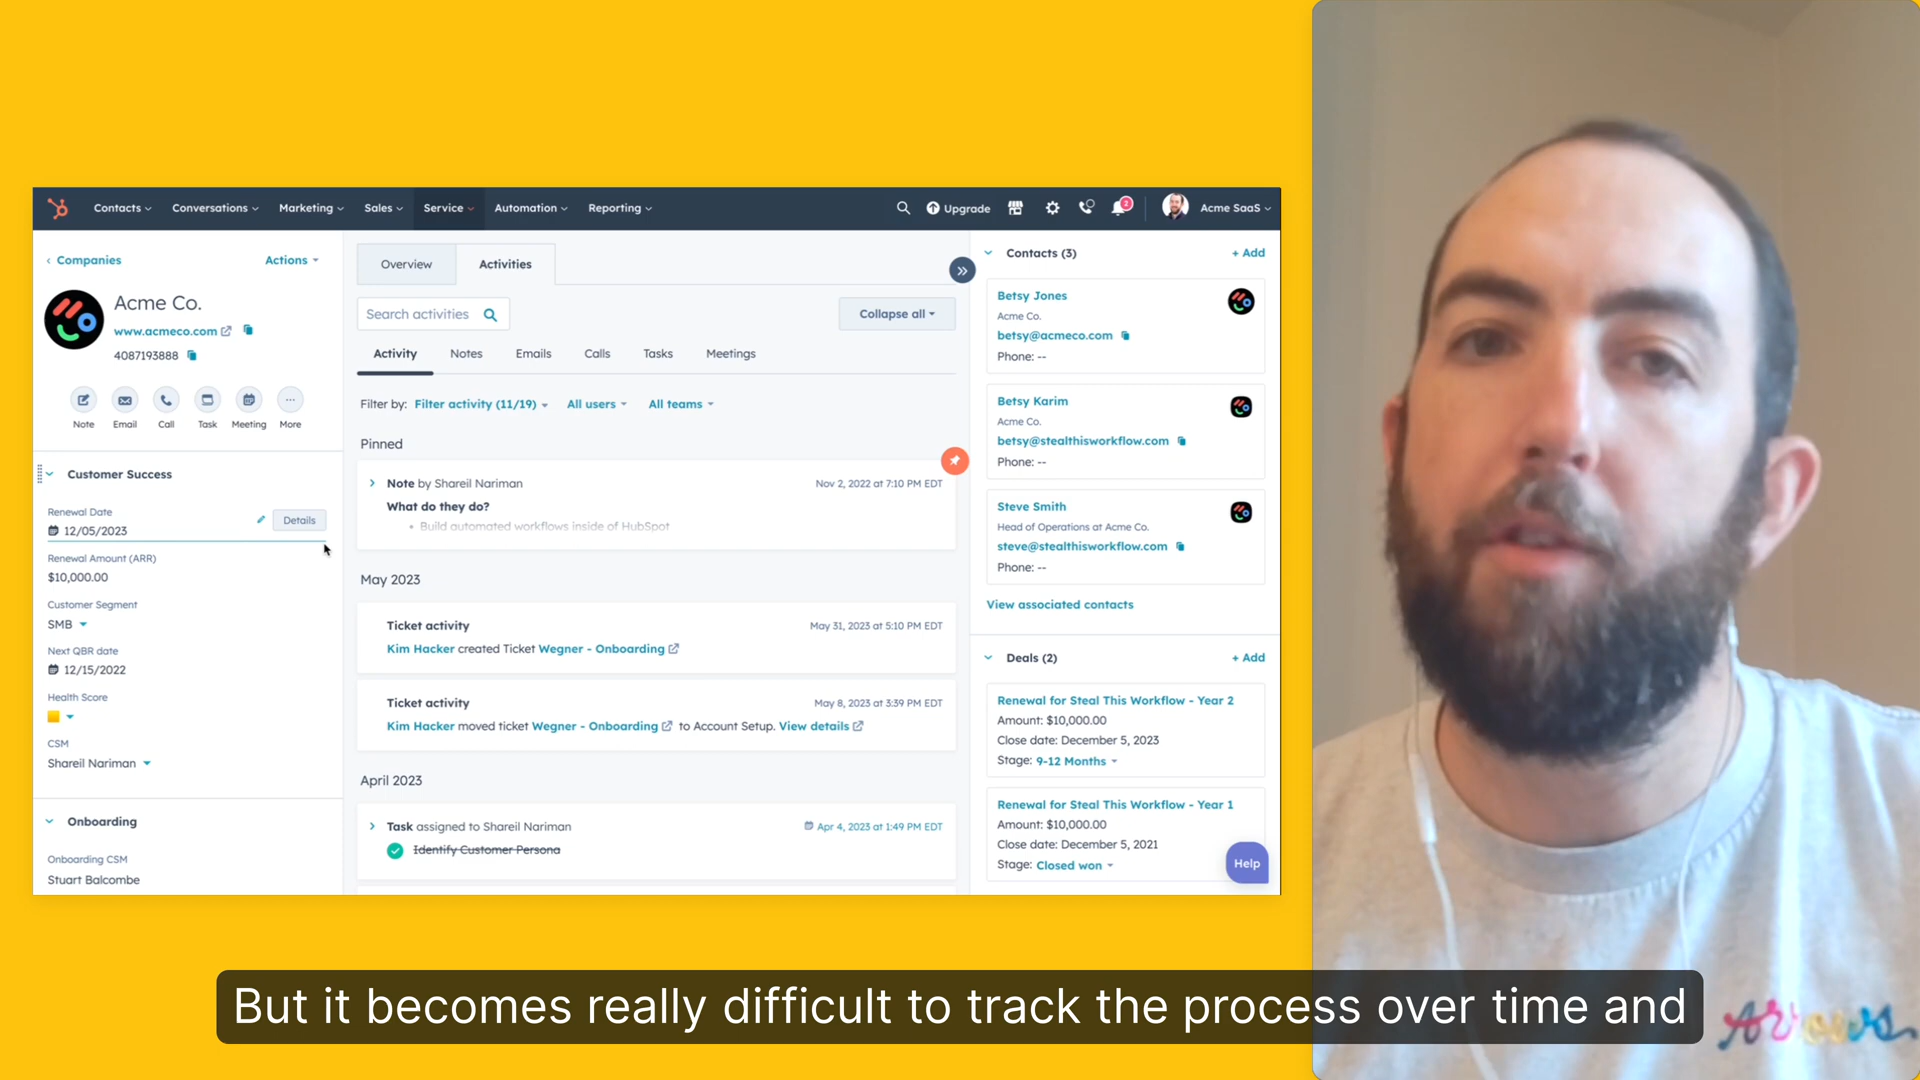 Contacts
Conversations
Marketing
Sales
Service
Automation
Reporting
Upgrade
2
Acme SaaS
Companies
Actions
Acme Co.
www.acmeco.com
4087193888
Note
Email
Call
Task
Meeting
More
Customer Success
Renewal Date
12/05/2023
Details
Renewal Amount (ARR)
$10,000.00
Customer Segment
SMB
Next QBR date
12/15/2022
Health Score
CSM
Shareil Nariman
Onboarding
Onboarding CSM
Stuart Balcombe
Overview
Activities
Search activities
Collapse all
Activity
Notes
Emails
Calls
Tasks
Meetings
Filter by: Filter activity (11/19) All users All teams
Pinned
Note by Shareil Nariman
Nov 2, 2022 at 7:10 PM EDT
What do they do?
• Build automated workflows inside of HubSpot
May 2023
Ticket activity
May 31, 2023 at 5:10 PM EDT
Kim Hacker created Ticket Wegner - Onboarding
Ticket activity
May 8, 2023 at 3:39 PM EDT
Kim Hacker moved ticket Wegner - Onboarding to Account Setup. View details
April 2023
Task assigned to Shareil Nariman
Apr 4, 2023 at 1:49 PM EDT
Identify Customer Persona
Contacts (3)
+ Add
Betsy Jones
Acme Co.
betsy@acmeco.com
Phone: --
Betsy Karim
Acme Co.
betsy@stealthisworkflow.com
Phone: --
Steve Smith
Head of Operations at Acme Co.
steve@stealthisworkflow.com
Phone: --
View associated contacts
Deals (2)
+ Add
Renewal for Steal This Workflow - Year 2
Amount: $10,000.00
Close date: December 5, 2023
Stage: 9-12 Months
Renewal for Steal This Workflow - Year 1
Amount: $10,000.00
Close date: December 5, 2021
Stage: Closed won
Help
But it becomes really difficult to track the process over time and
Arrows